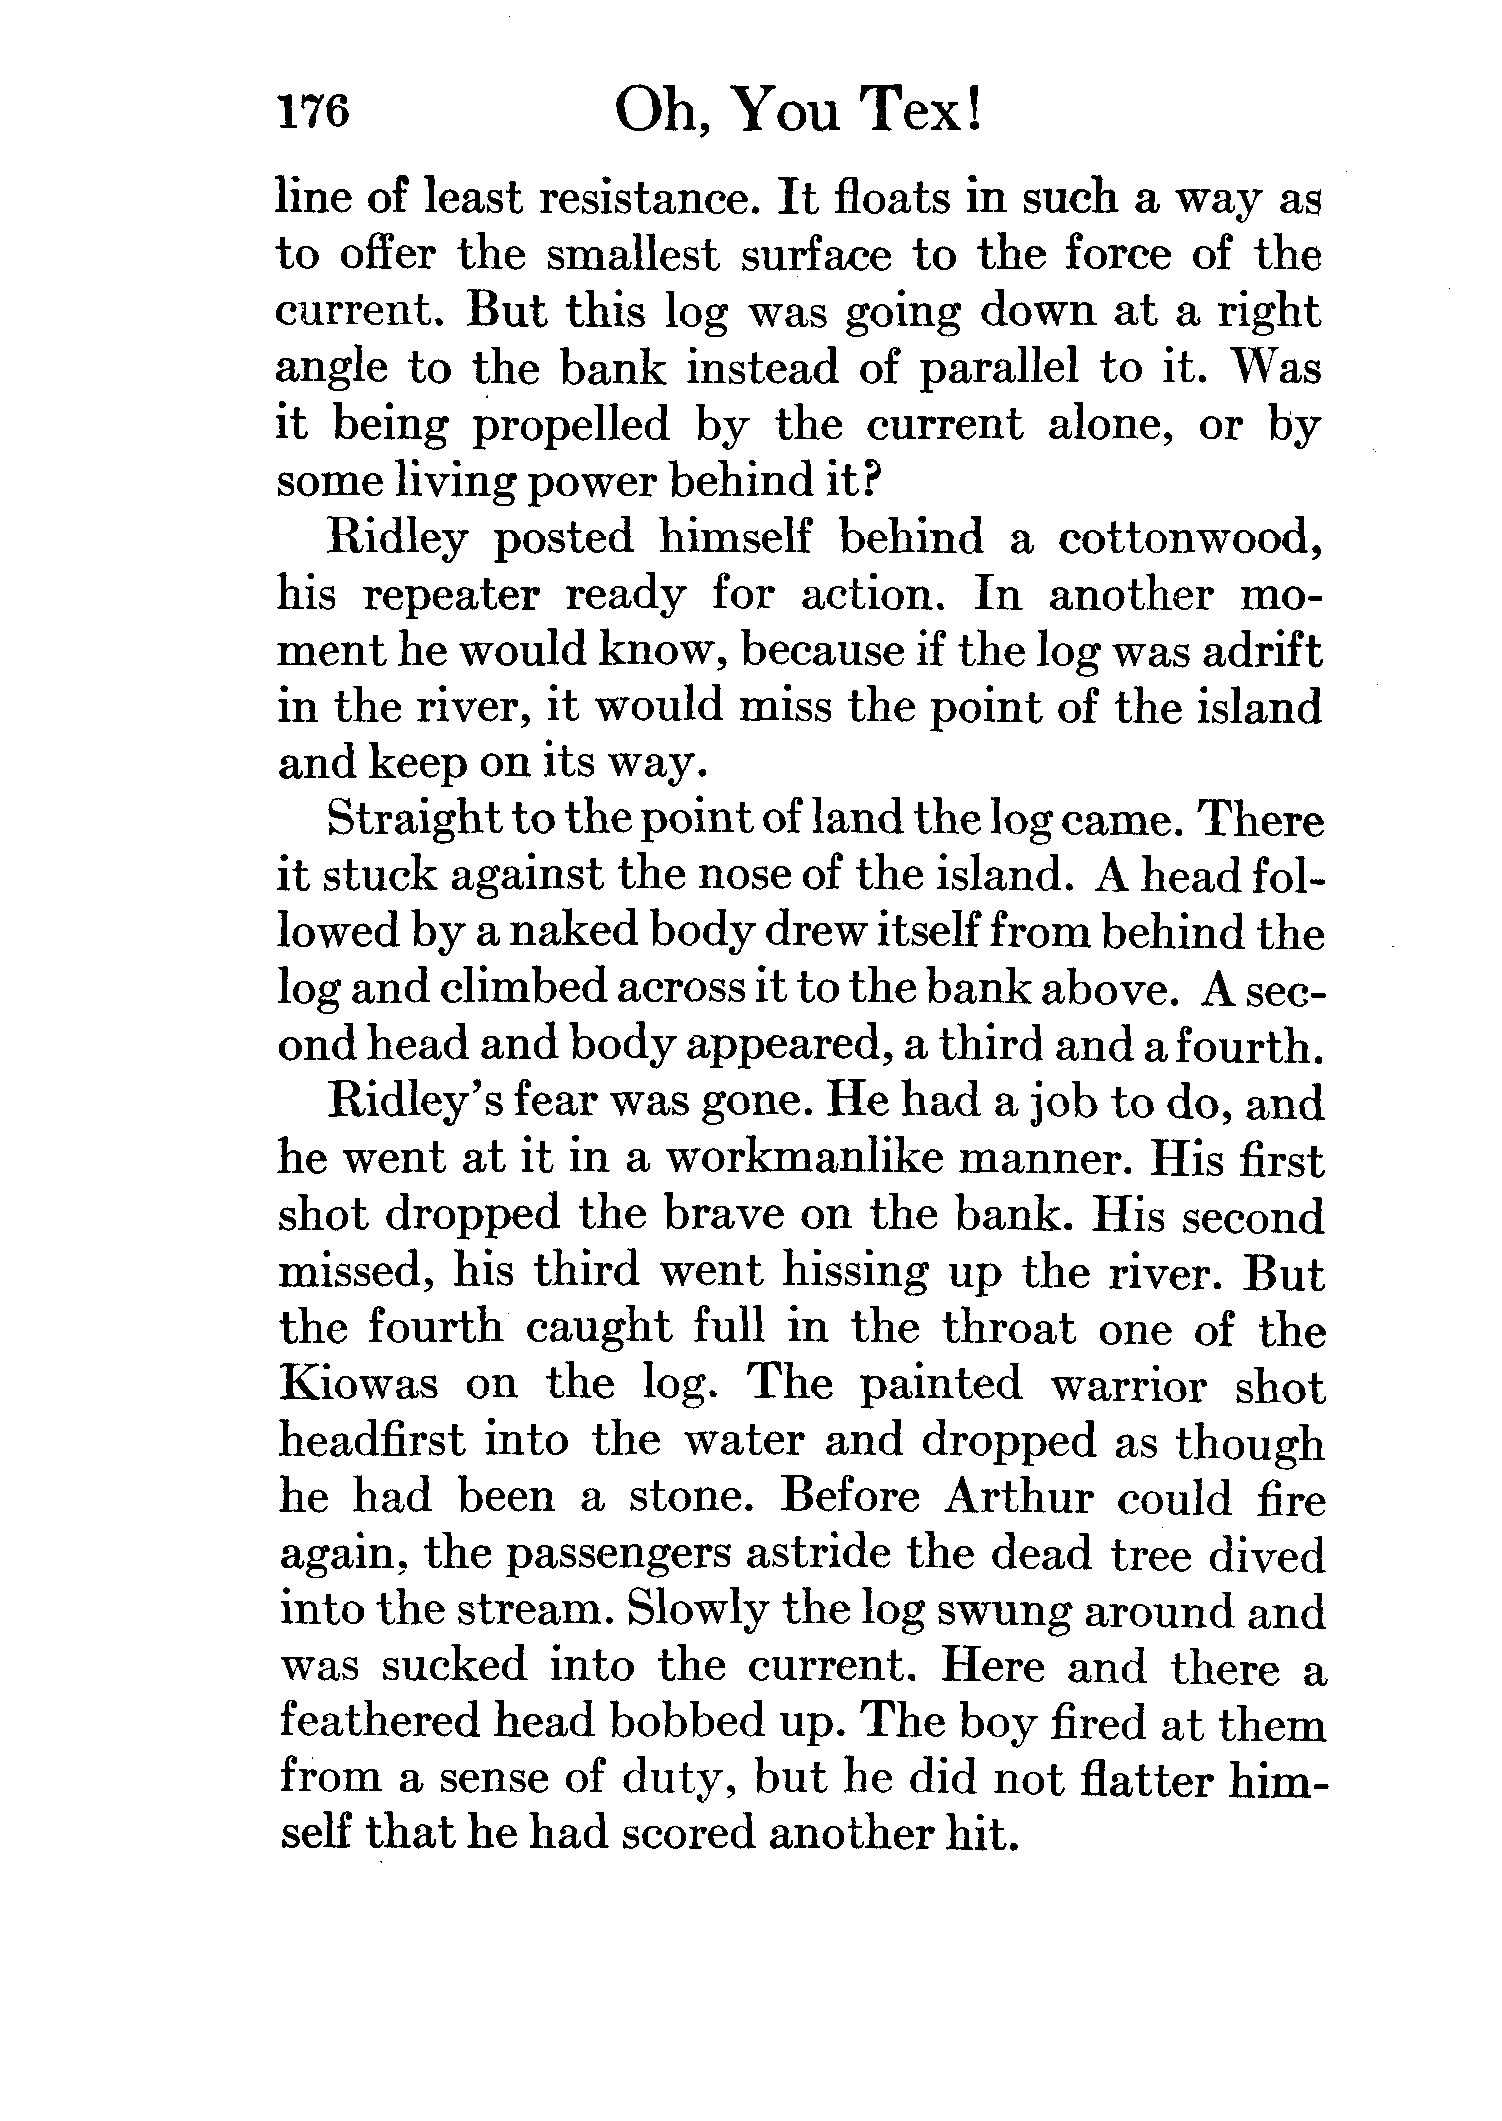 176 Oh, You Tex!
line of least resistance. It floats in such a way as
to offer the smallest surface to the force of the
current. But this log was going down at a right
angle to the bank instead of parallel to it. Was
it being propelled by the current alone, or by
some living power behind it?
Ridley posted himself behind a cottonwood,
his repeater ready for action. In another mo-
ment he would know, because if the log was adrift
in the river, it would miss the point of the island
and keep on its way.
Straight to the point of land the log came. There
it stuck against the nose of the island. A head fol-
lowed by a naked body drew itself from behind the
log and climbed across it to the bank above. A sec-
ond head and body appeared, a third and a fourth.
Ridley's fear was gone. He had a job to do, and
he went at it in a workmanlike manner. His first
shot dropped the brave on the bank. His second
missed, his third went hissing up the river. But
the fourth caught full in the throat one of the
Kiowas on the log. The painted warrior shot
headfirst into the water and dropped as though
he had been a stone. Before Arthur could fire
again, the passengers astride the dead tree dived
into the stream. Slowly the log swung around and
was sucked into the current. Here and there a
feathered head bobbed up. The boy fired at them
from a sense of duty, but he did not flatter him-
self that he had scored another hit.